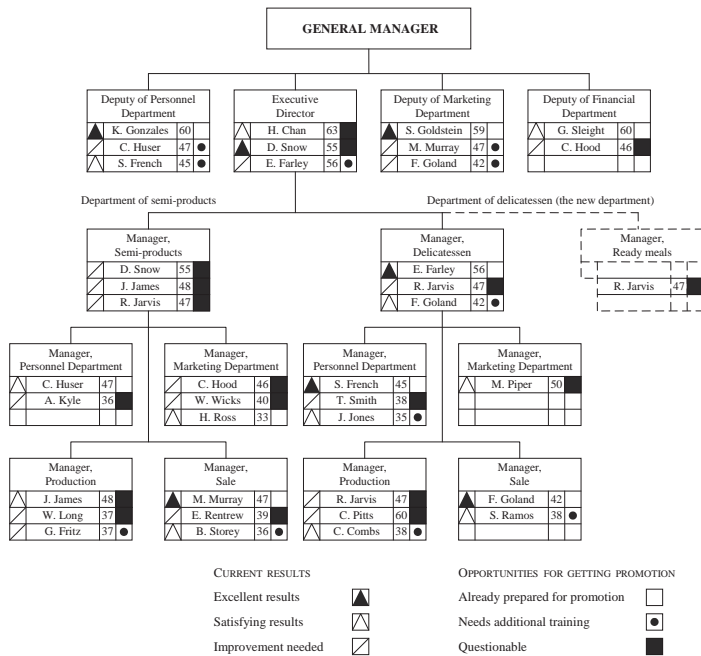 GENERAL MANAGER
Deputy of Personnel
Department
K. Gonzales 60
C. Huser 47
S. French 45
Executive
Director
H. Chan 63
D. Snow 55
E. Farley 56
Deputy of Marketing
Department
S. Goldstein 59
M. Murray 47
F. Goland 42
Deputy of Financial
Department
G. Sleight 60
C. Hood 46
Department of semi-products
Department of delicatessen (the new department)
Manager,
Semi-products
D. Snow 55
J. James 48
R. Jarvis 47
Manager,
Delicatessen
E. Farley 56
R. Jarvis 47
F. Goland 42
Manager,
Ready meals
R. Jarvis 47
Manager,
Personnel Department
C. Huser 47
A. Kyle 36
Manager,
Marketing Department
C. Hood 46
W. Wicks 40
H. Ross 33
Manager,
Personnel Department
S. French 45
T. Smith 38
J. Jones 35
Manager,
Marketing Department
M. Piper 50
Manager,
Production
J. James 48
W. Long 37
G. Fritz 37
Manager,
Sale
M. Murray 47
E. Rentrew 39
B. Storey 36
Manager,
Production
R. Jarvis 47
C. Pitts 60
C. Combs 38
Manager,
Sale
F. Goland 42
S. Ramos 38
CURRENT RESULTS
Excellent results
Satisfying results
Improvement needed
OPPORTUNITIES FOR GETTING PROMOTION
Already prepared for promotion
Needs additional training
Questionable